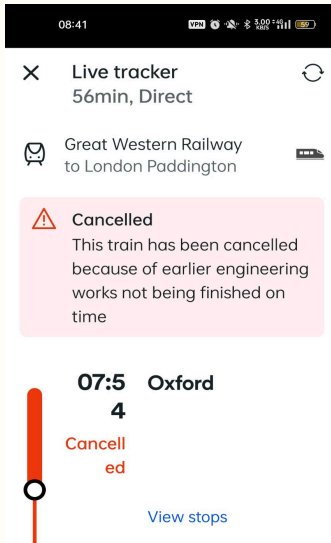 08:41 VPN 3.00 KB/S 4G 59
Live tracker
56min, Direct
Great Western Railway
to London Paddington
Cancelled
This train has been cancelled
because of earlier engineering
works not being finished on
time
07:5 Oxford
4
Cancell
ed
View stops